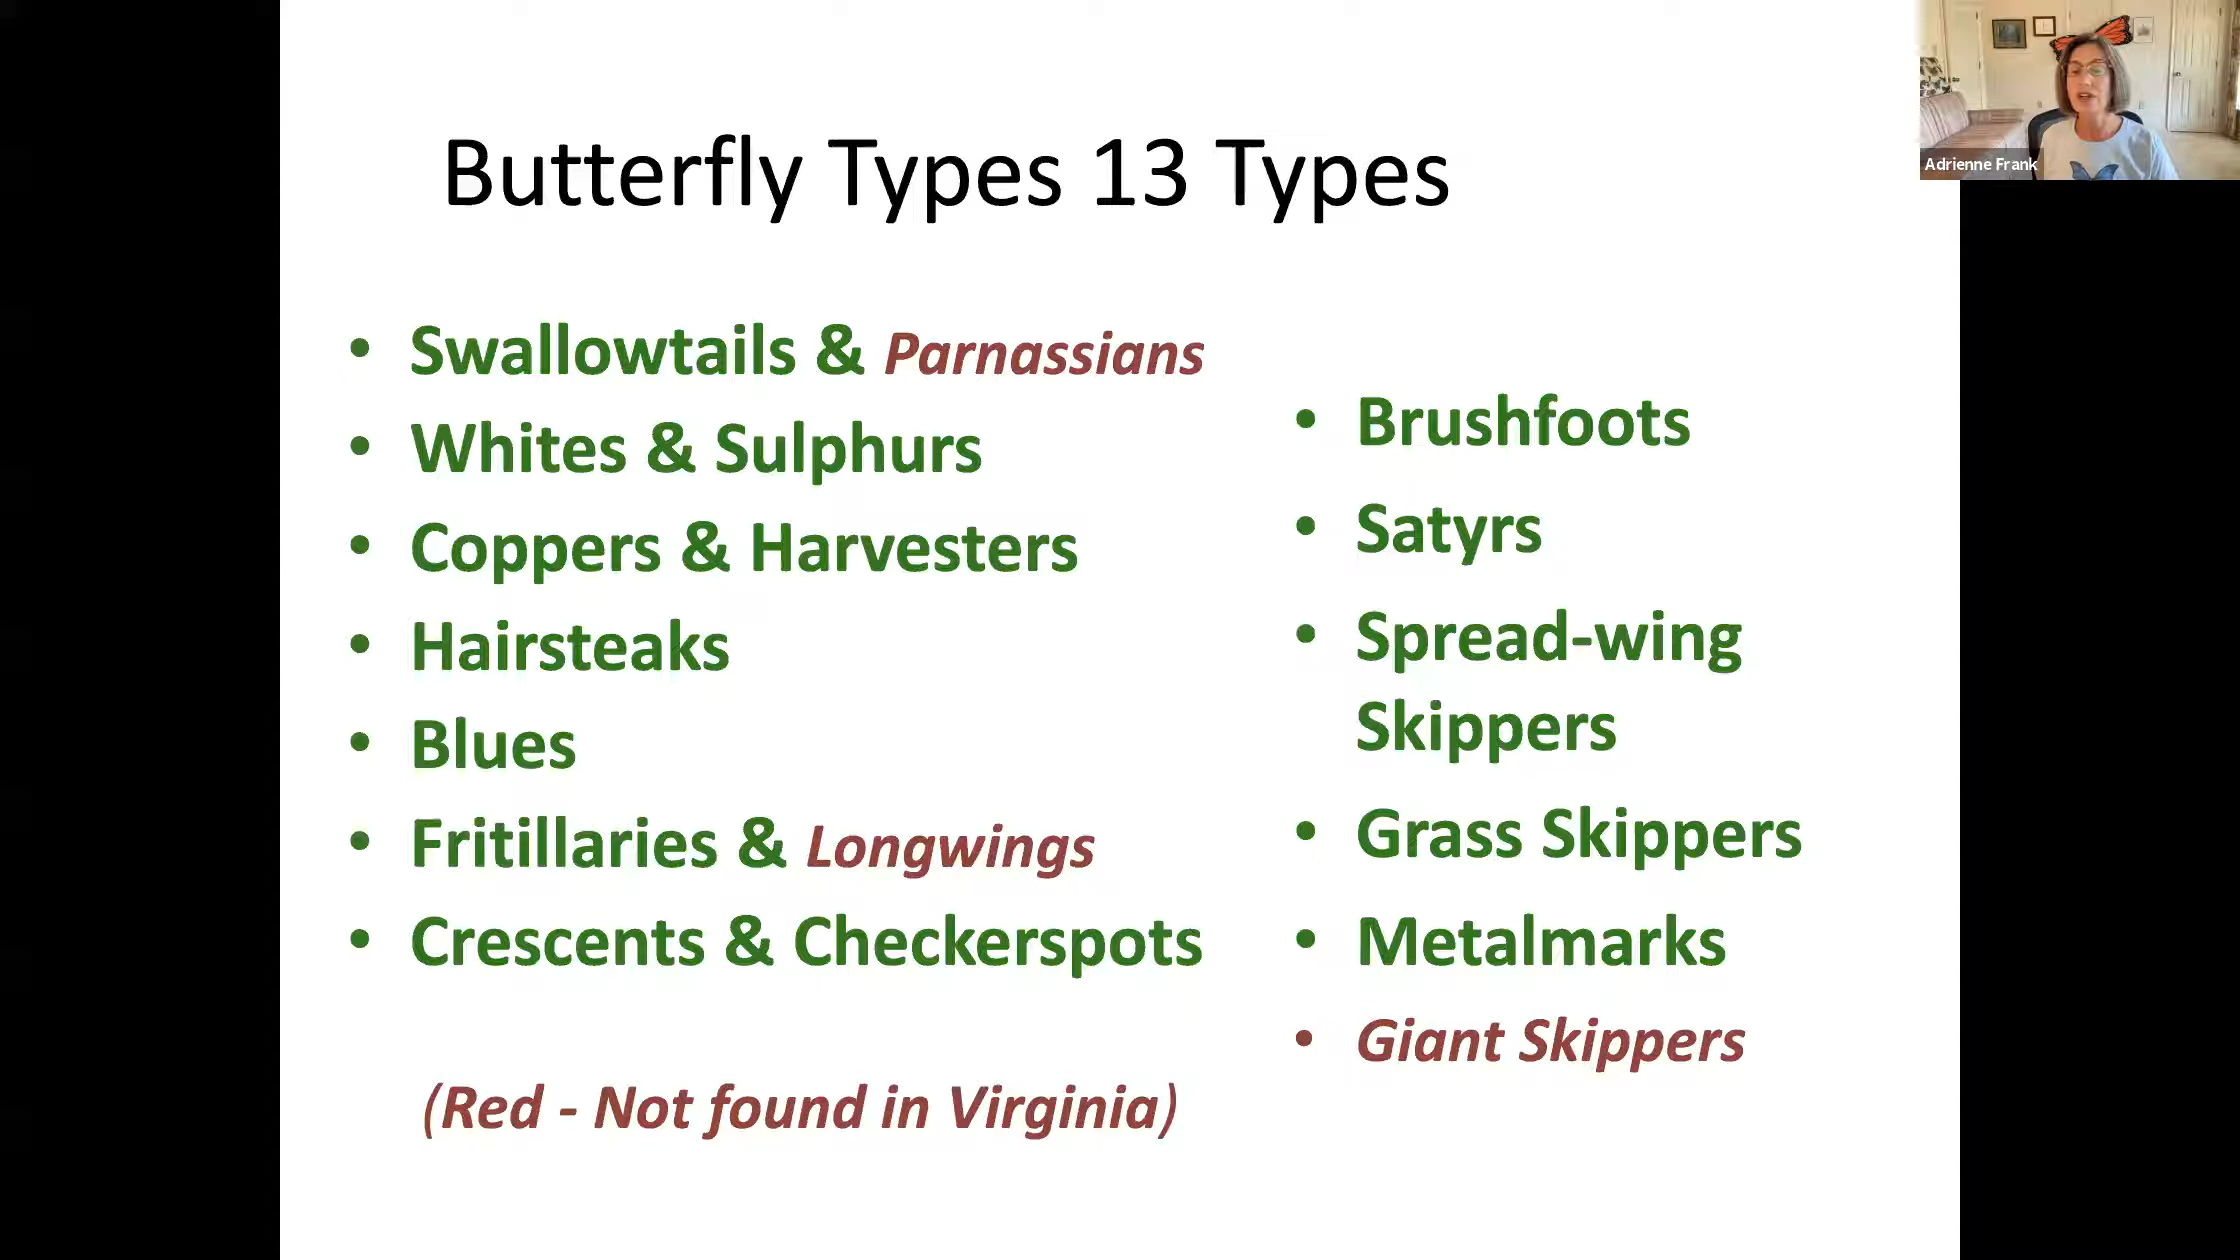 Butterfly Types 13 Types
• Swallowtails & Parnassians
• Whites & Sulphurs
• Coppers & Harvesters
• Hairsteaks
• Blues
• Fritillaries & Longwings
• Crescents & Checkerspots
(Red - Not found in Virginia)
• Brushfoots
• Satyrs
• Spread-wing
Skippers
• Grass Skippers
• Metalmarks
• Giant Skippers
Adrienne Frank